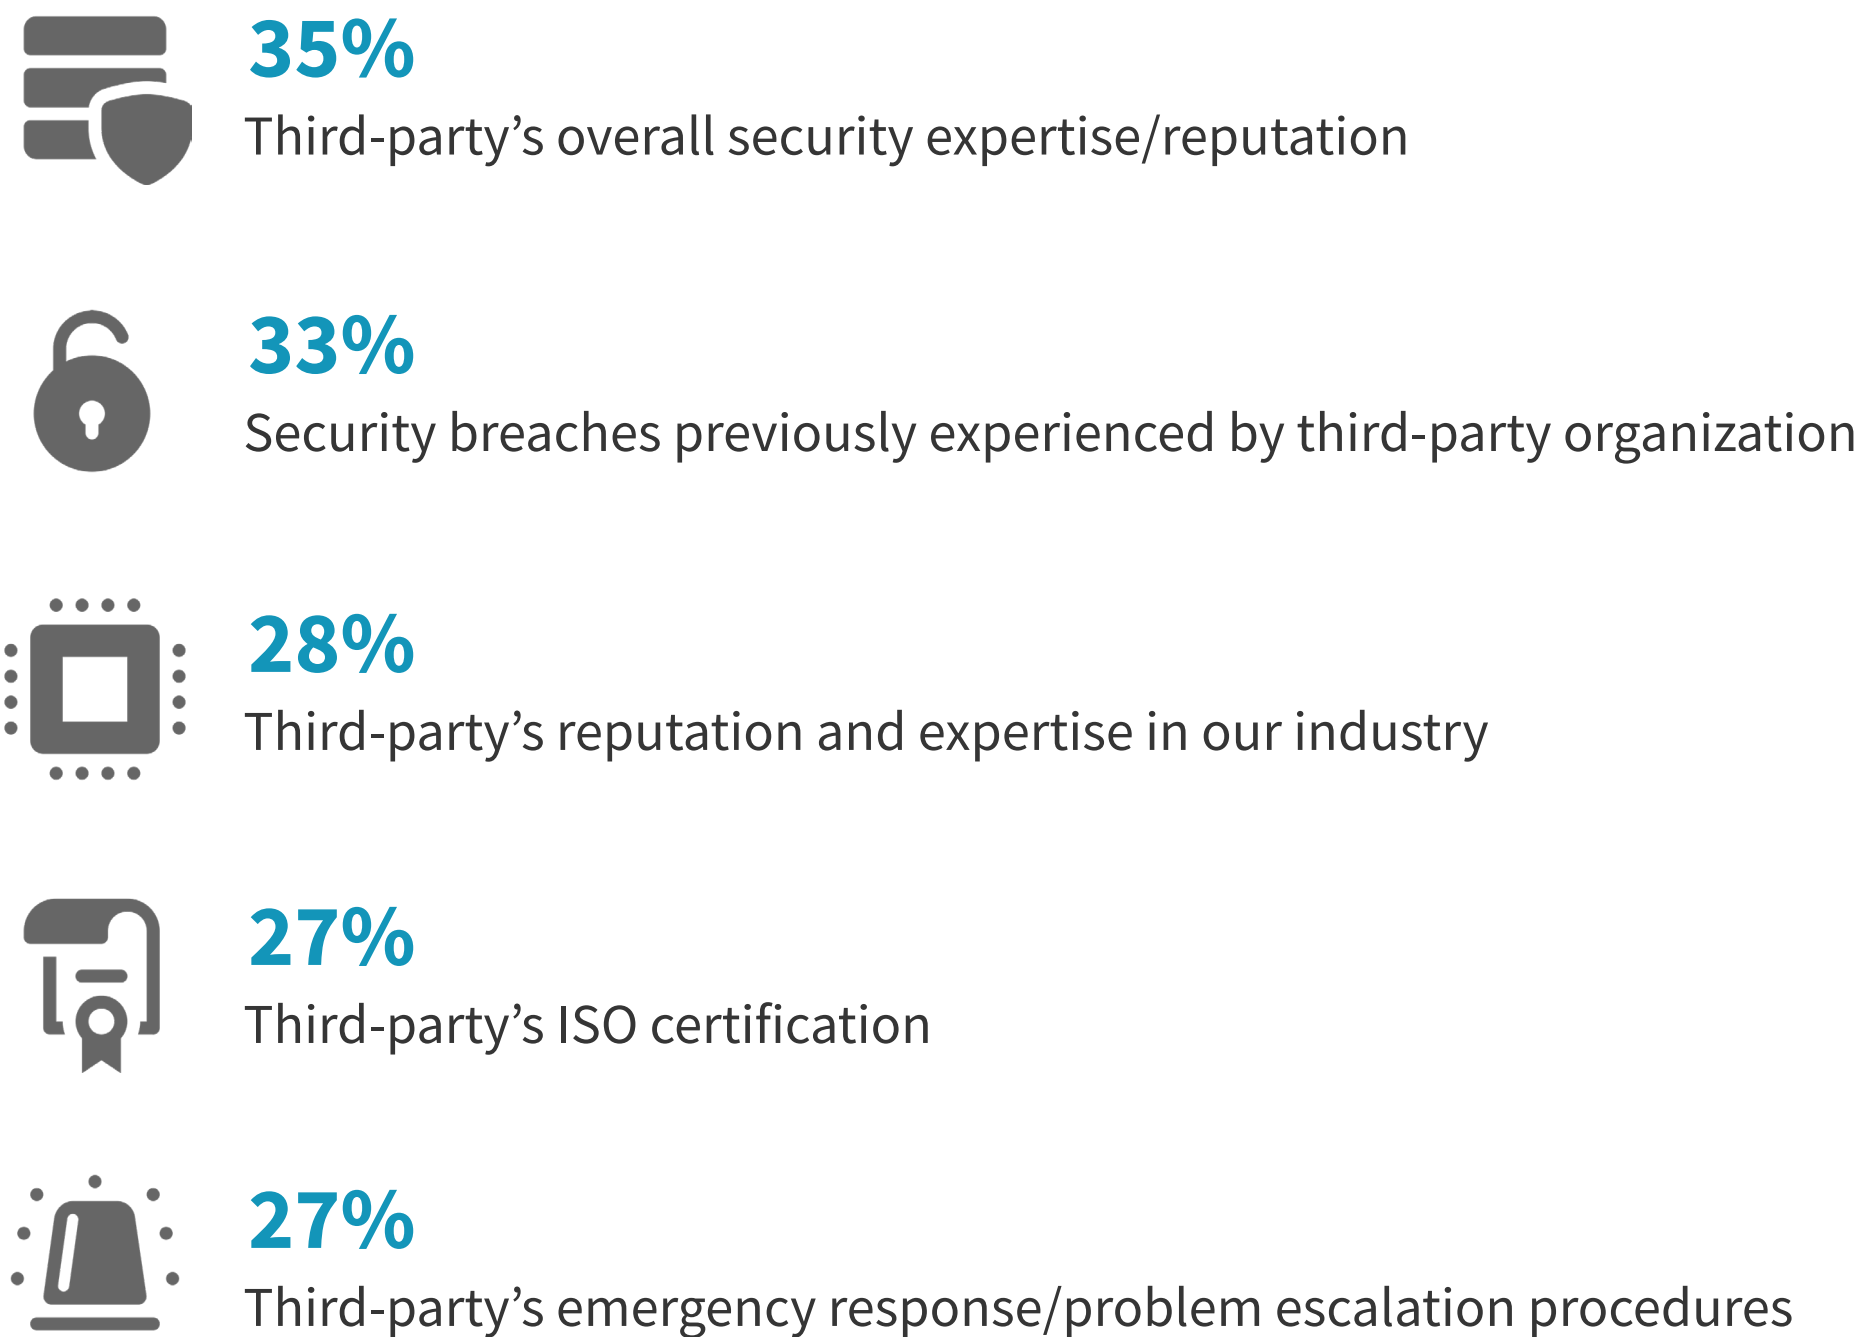 35%
Third-party’s overall security expertise/reputation
33%
Security breaches previously experienced by third-party organization
28%
Third-party’s reputation and expertise in our industry
27%
Third-party’s ISO certification
27%
Third-party’s emergency response/problem escalation procedures